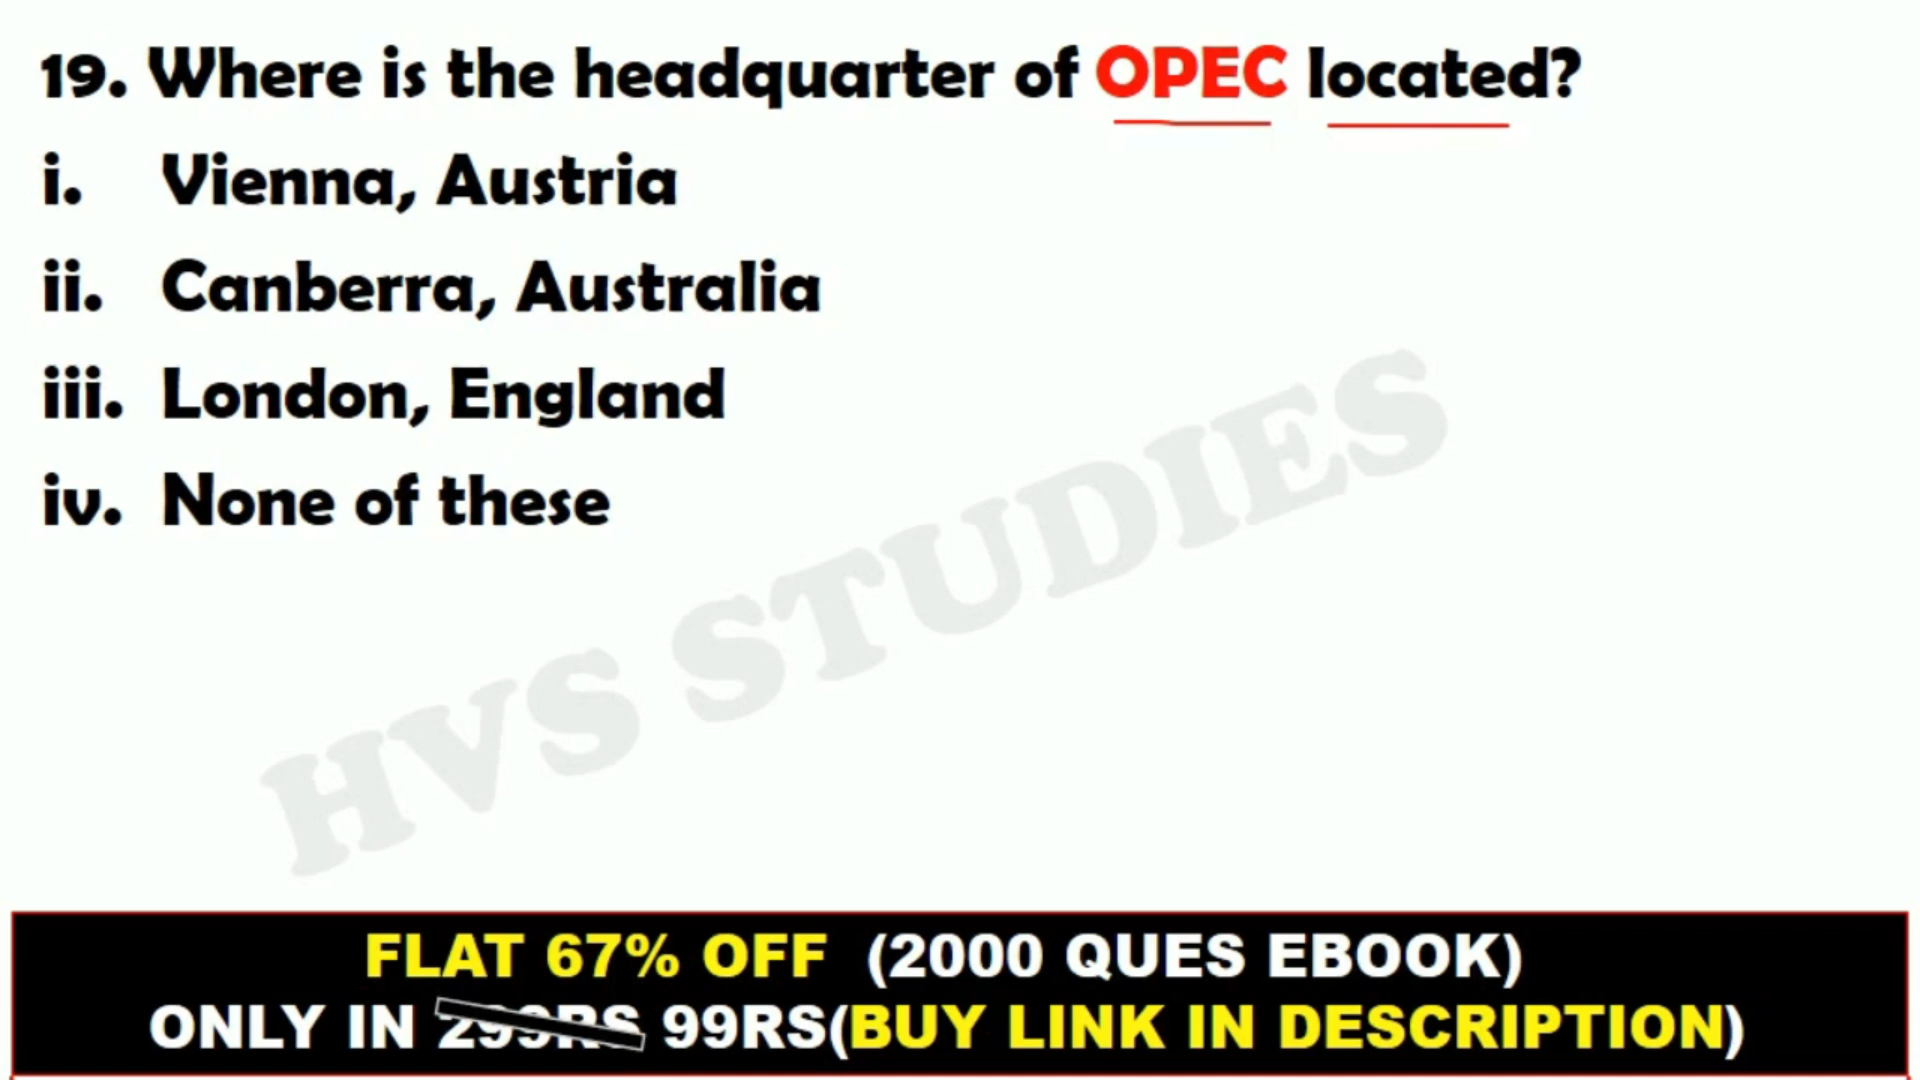 19. Where is the headquarter of OPEC located?
i. Vienna, Austria
ii. Canberra, Australia
iii. London, England
iv. None of these
HVS STUDIES
FLAT 67% OFF (2000 QUES EBOOK)
ONLY IN 299RS 99RS(BUY LINK IN DESCRIPTION)